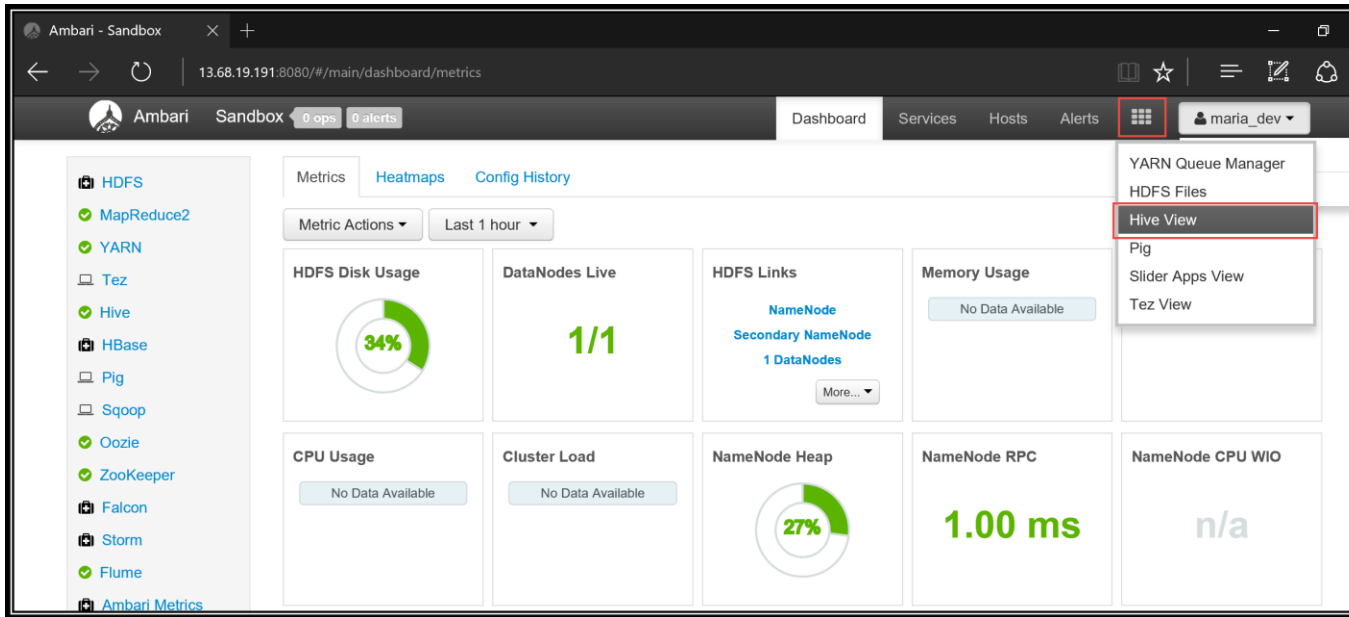 Ambari - Sandbox
13.68.19.191:8080/#/main/dashboard/metrics
Ambari Sandbox 0 ops 0 alerts Dashboard Services Hosts Alerts maria_dev
YARN Queue Manager
HDFS Files
Hive View
Pig
Slider Apps View
Tez View
HDFS
MapReduce2
YARN
Tez
Hive
HBase
Pig
Sqoop
Oozie
ZooKeeper
Falcon
Storm
Flume
Ambari Metrics
Metrics Heatmaps Config History
Metric Actions Last 1 hour
HDFS Disk Usage
34%
DataNodes Live
1/1
HDFS Links
NameNode
Secondary NameNode
1 DataNodes
More...
Memory Usage
No Data Available
CPU Usage
No Data Available
Cluster Load
No Data Available
NameNode Heap
27%
NameNode RPC
1.00 ms
NameNode CPU WIO
n/a